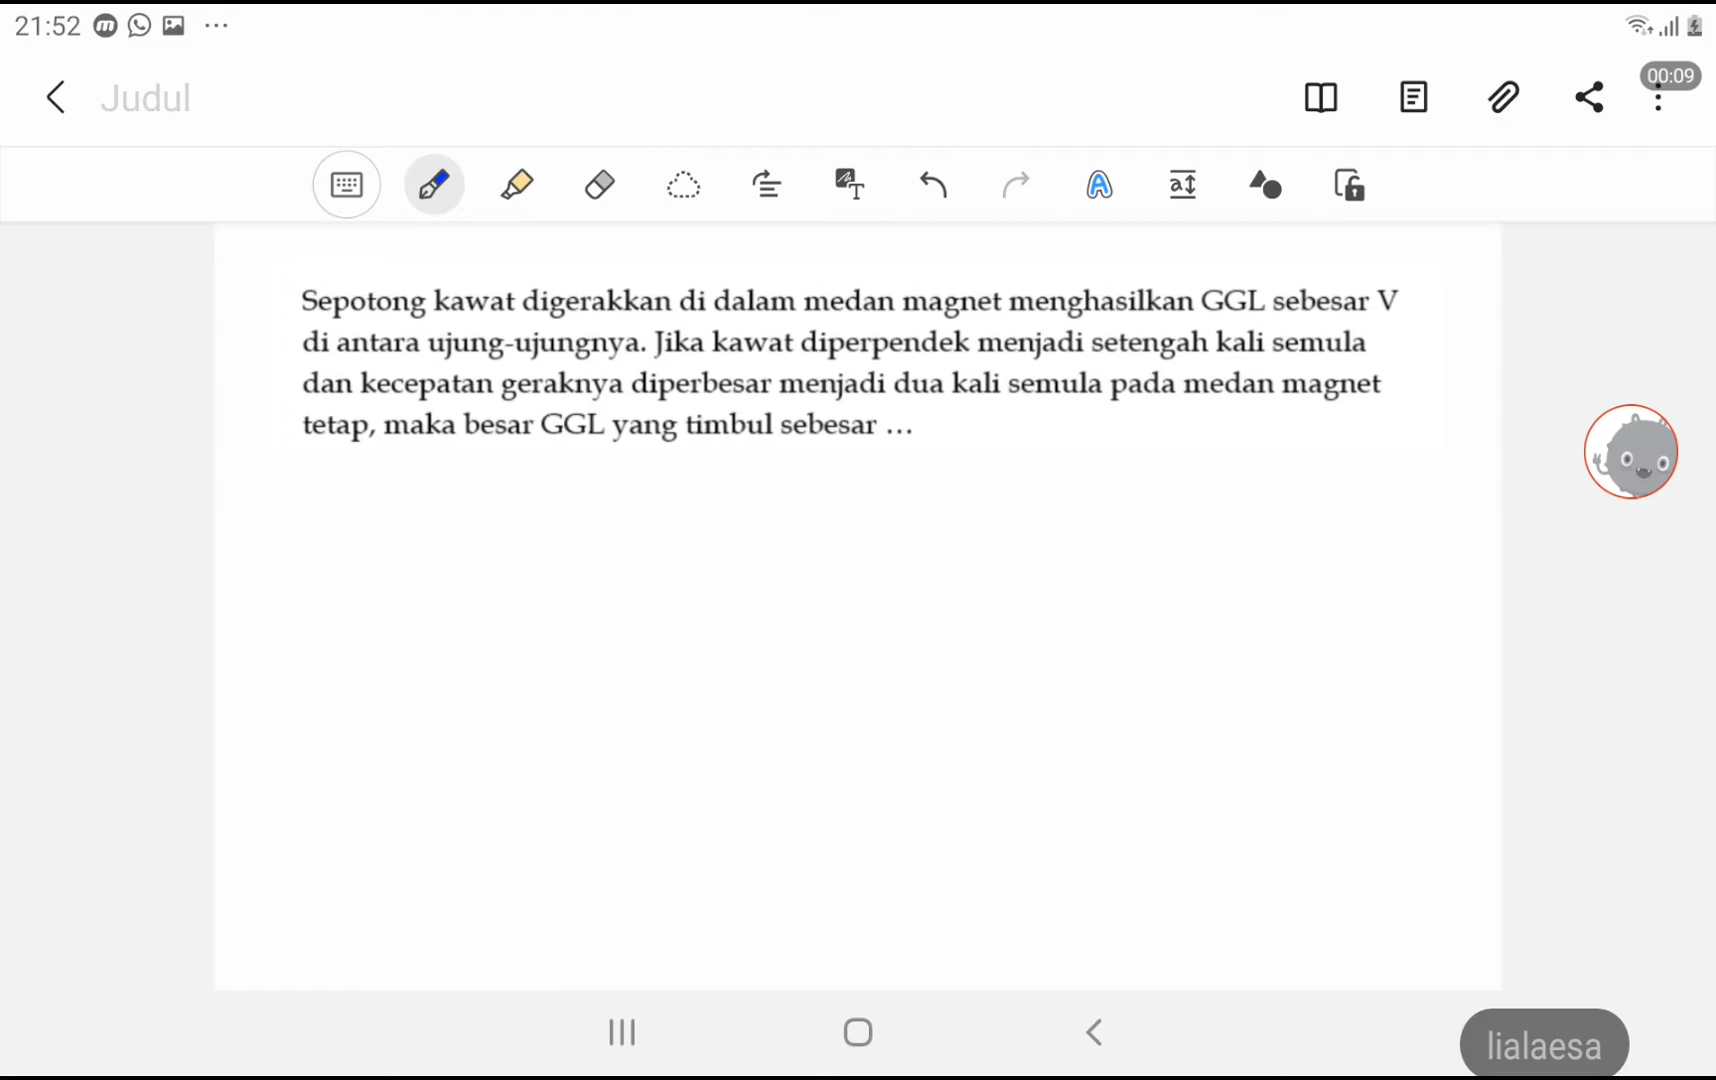 21:52
00:09
Judul
Sepotong kawat digerakkan di dalam medan magnet menghasilkan GGL sebesar V
di antara ujung-ujungnya. Jika kawat diperpendek menjadi setengah kali semula
dan kecepatan geraknya diperbesar menjadi dua kali semula pada medan magnet
tetap, maka besar GGL yang timbul sebesar ...
lialaesa